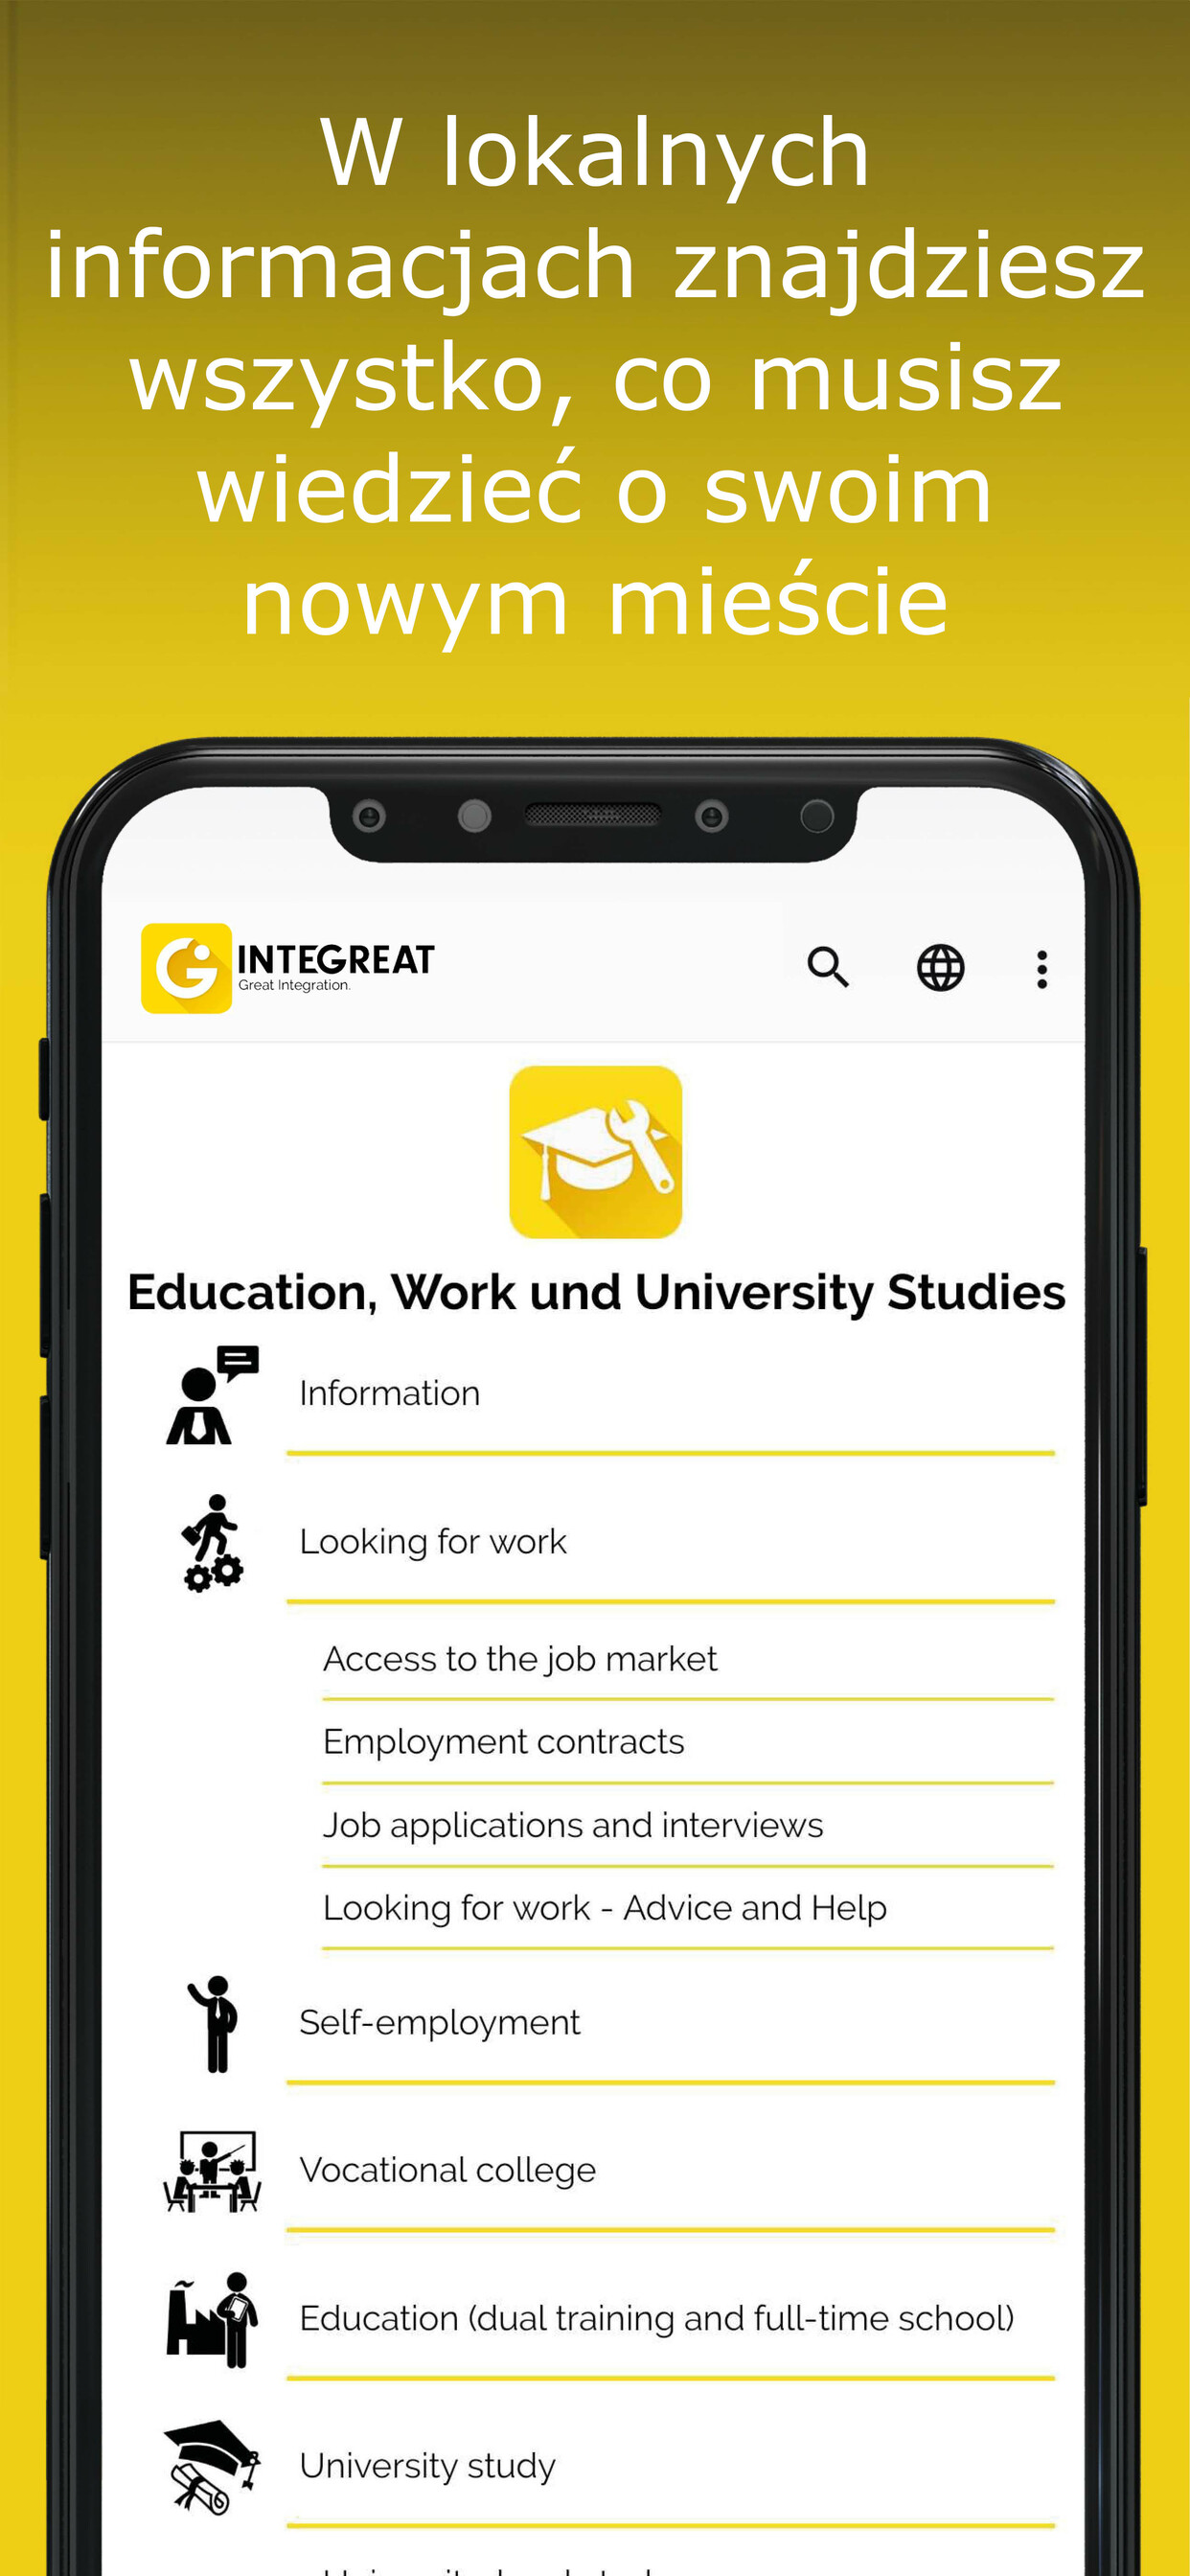 W lokalnych
informacjach znajdziesz
wszystko, co musisz
wiedzieć o swoim
nowym mieście
INTEGREAT
Great Integration.
Education, Work und University Studies
Information
Looking for work
Access to the job market
Employment contracts
Job applications and interviews
Looking for work - Advice and Help
Self-employment
Vocational college
Education (dual training and full-time school)
University study